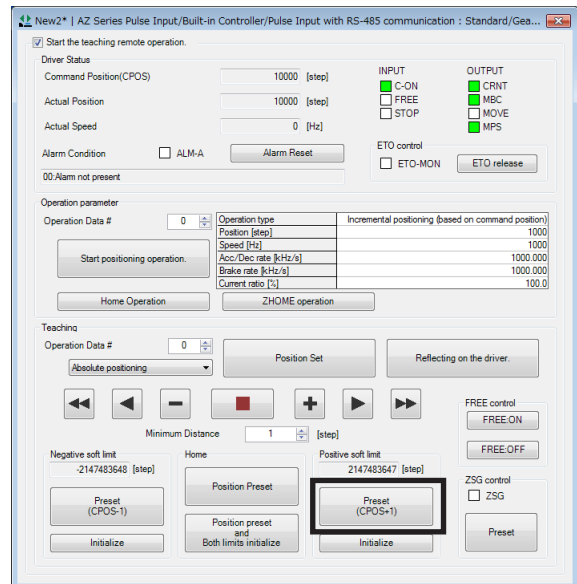 New2* | AZ Series Pulse Input/Built-in Controller/Pulse Input with RS-485 communication : Standard/Gea...
Start the teaching remote operation.
Driver Status
Command Position(CPOS) 10000 [step]
Actual Position 10000 [step]
Actual Speed 0 [Hz]
INPUT
C-ON
FREE
STOP
OUTPUT
CRNT
MBC
MOVE
MPS
Alarm Condition ALM-A Alarm Reset
00:Alarm not present
ETO control
ETO-MON ETO release
Operation parameter
Operation Data # 0
Start positioning operation.
Operation type Incremental positioning (based on command position)
Position [step] 1000
Speed [Hz] 1000
Acc/Dec rate [kHz/s] 1000.000
Brake rate [kHz/s] 1000.000
Current ratio [%] 100.0
Home Operation ZHOME operation
Teaching
Operation Data # 0
Absolute positioning
Position Set
Reflecting on the driver.
Minimum Distance 1 [step]
FREE control
FREE:ON
FREE:OFF
Negative soft limit
-2147483648 [step]
Preset
(CPOS-1)
Initialize
Home
Position Preset
Position preset
and
Both limits initialize
Positive soft limit
2147483647 [step]
Preset
(CPOS+1)
Initialize
ZSG control
ZSG
Preset